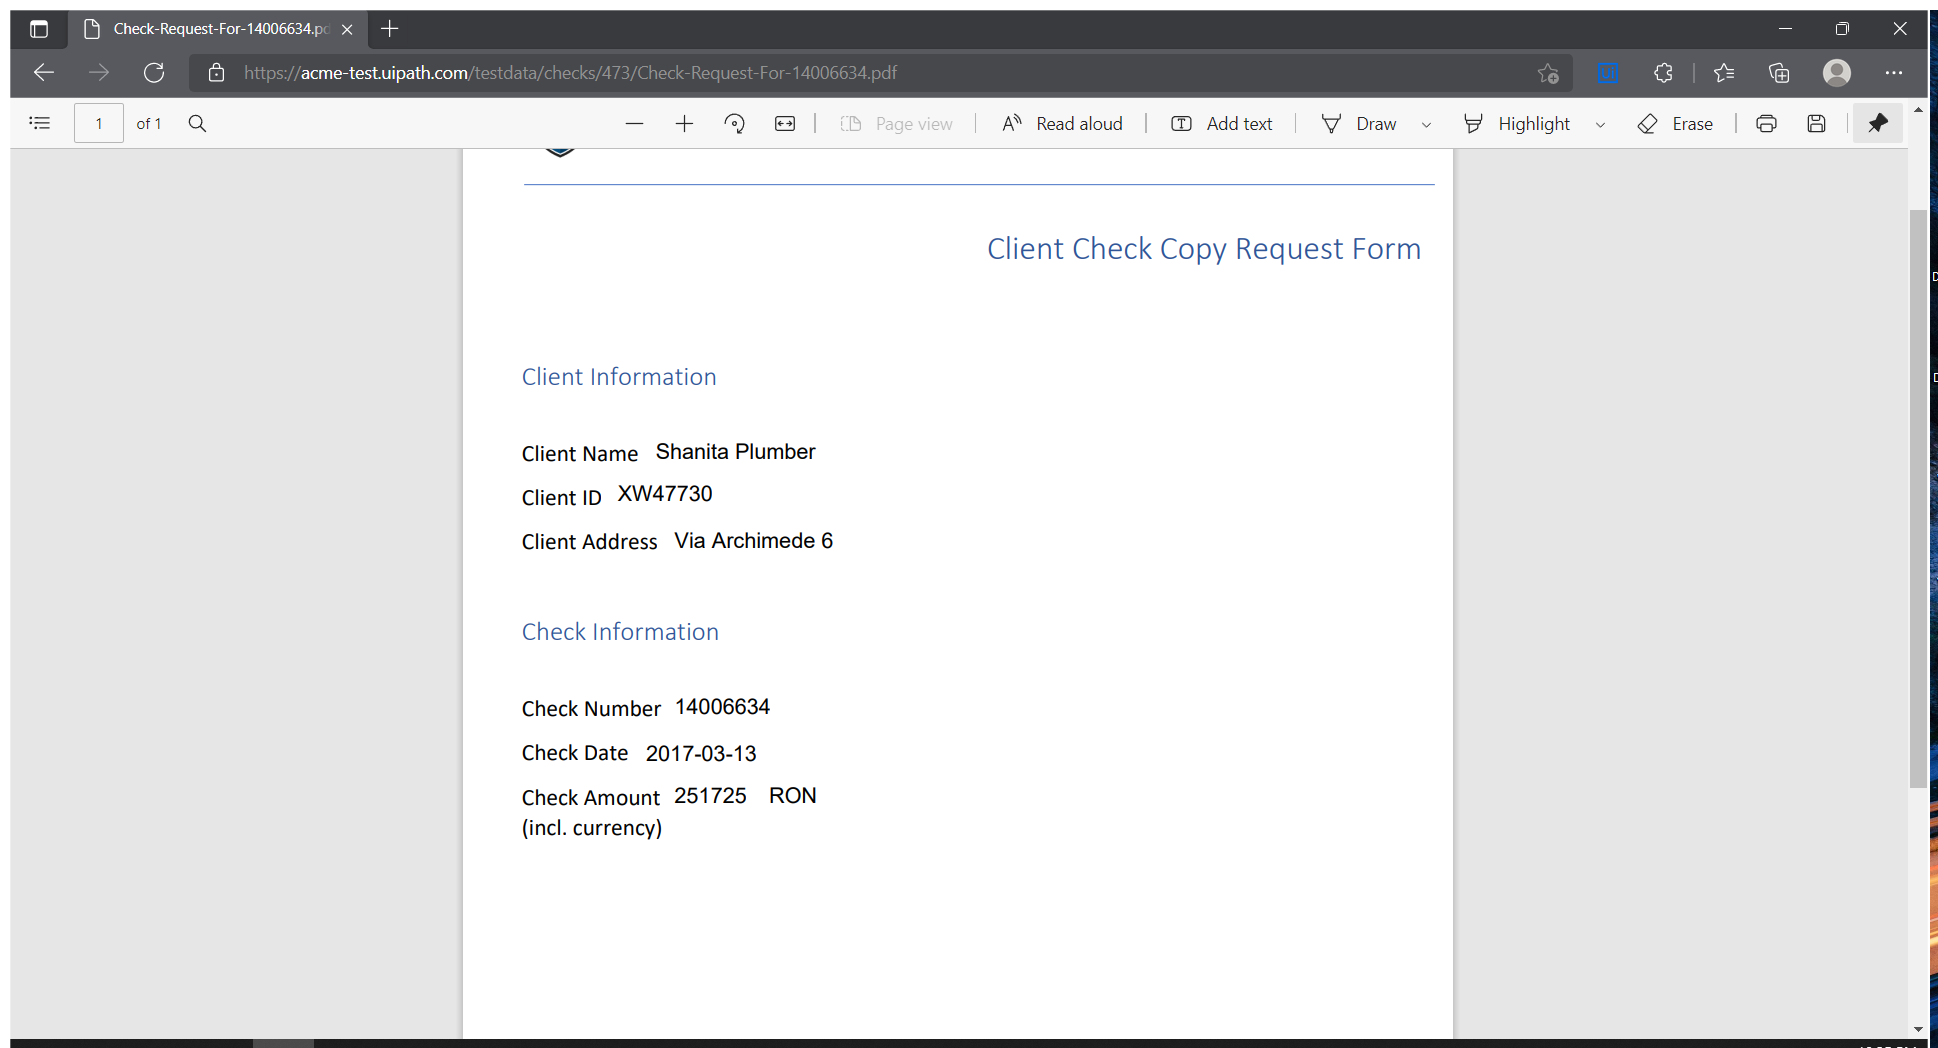 Check-Request-For-14006634.pd
https://acme-test.uipath.com/testdata/checks/473/Check-Request-For-14006634.pdf
1 of 1 Page view Read aloud Add text Draw Highlight Erase
Client Check Copy Request Form
Client Information
Client Name Shanita Plumber
Client ID XW47730
Client Address Via Archimede 6
Check Information
Check Number 14006634
Check Date 2017-03-13
Check Amount 251725 RON
(incl. currency)